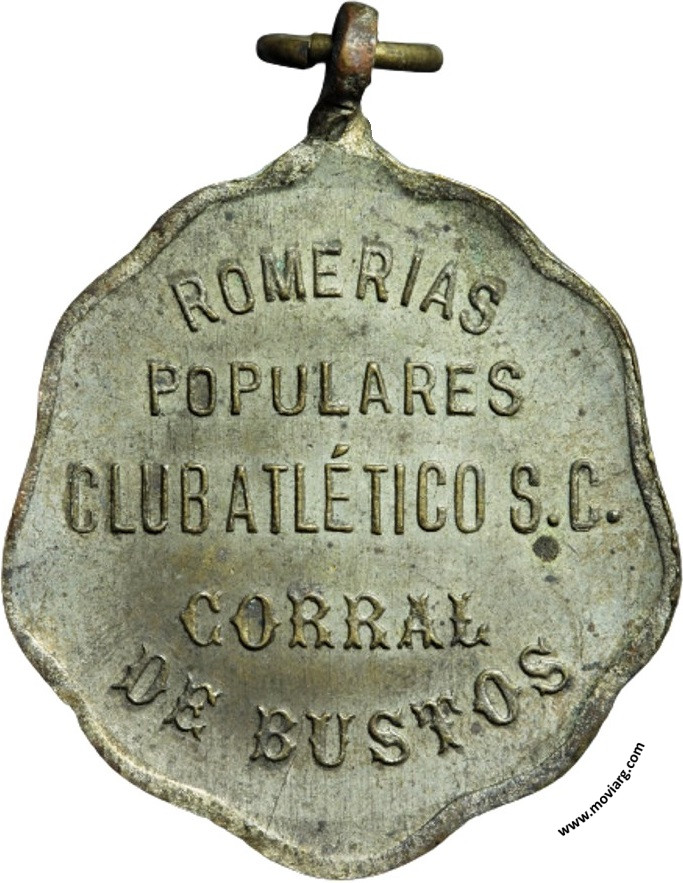 ROMERIAS
POPULARES
CLUB ATLÉTICO S.C.
CORRAL
DE BUSTOS
www.moviarg.com